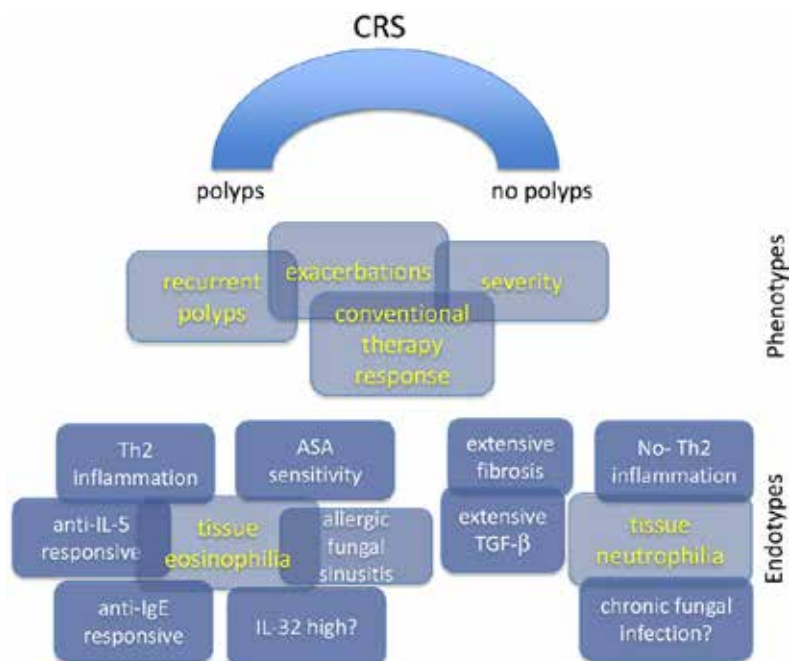 CRS
polyps
no polyps
recurrent
polyps
exacerbations
severity
conventional
therapy
response
Phenotypes
Th2
inflammation
ASA
sensitivity
extensive
fibrosis
No- Th2
inflammation
anti-IL-5
responsive
tissue
eosinophilia
allergic
fungal
sinusitis
extensive
TGF-β
tissue
neutrophilia
anti-IgE
responsive
IL-32 high?
chronic fungal
infection?
Endotypes